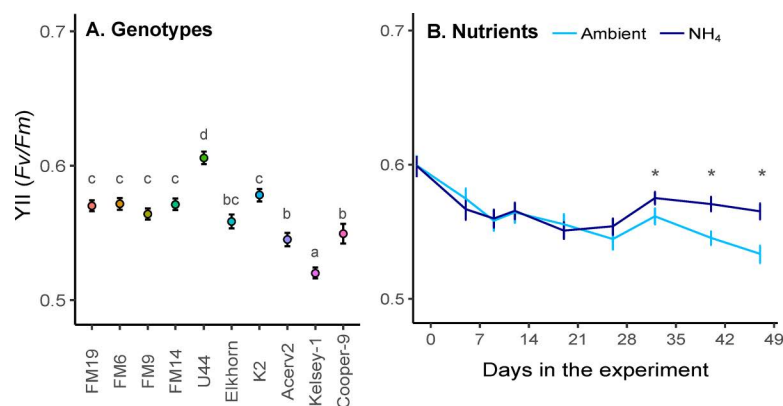 A. Genotypes
YII (Fv/Fm)
0.7
0.6
0.5
c c c c d bc c b a b
FM19
FM6
FM9
FM14
U44
Elkhorn
K2
Acerv2
Kelsey-1
Cooper-9
B. Nutrients Ambient NH₄
0.7
0.6
0.5
* * *
0 7 14 21 28 35 42 49
Days in the experiment